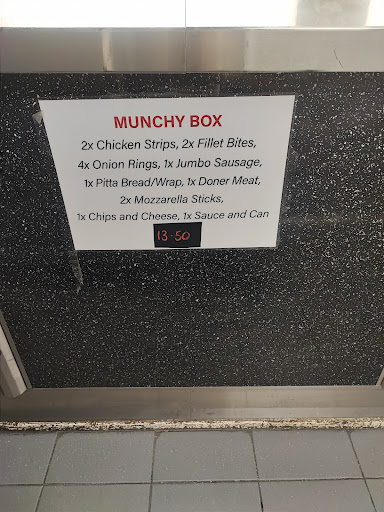 MUNCHY BOX
2x Chicken Strips, 2x Fillet Bites,
4x Onion Rings, 1x Jumbo Sausage,
1x Pitta Bread/Wrap, 1x Doner Meat,
2x Mozzarella Sticks,
1x Chips and Cheese, 1x Sauce and Can
13.50